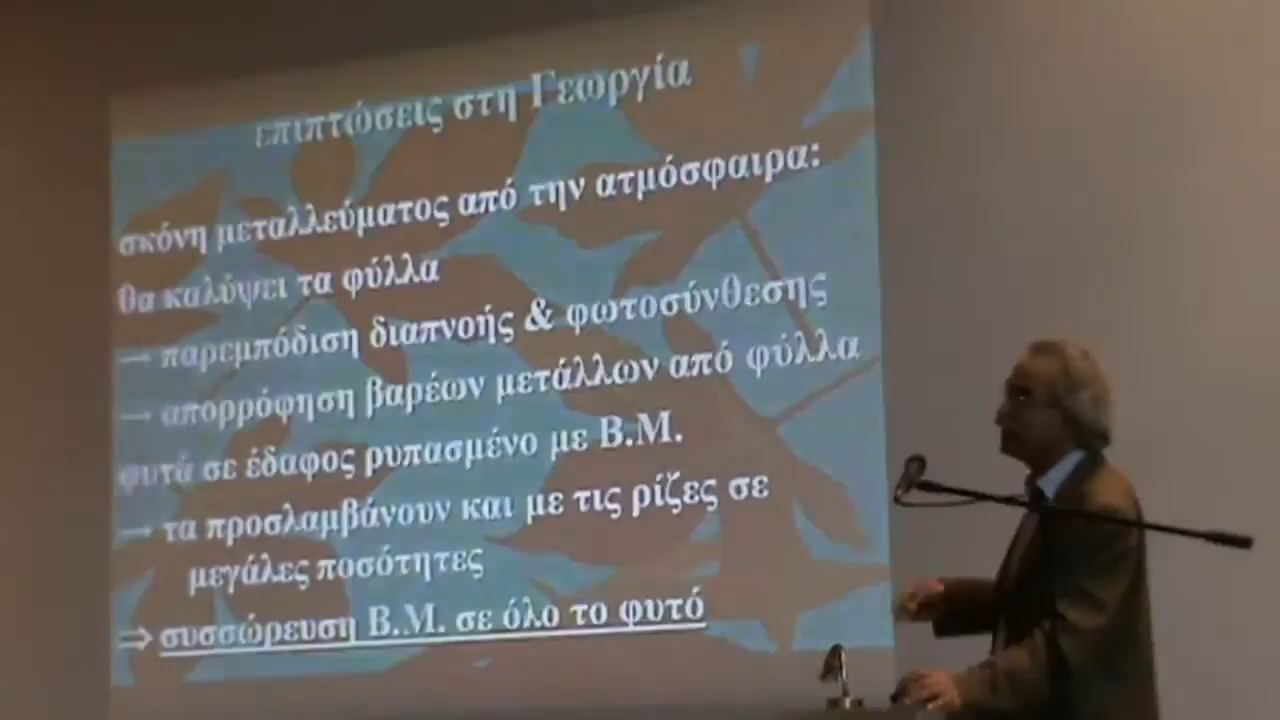 επιπτώσεις στη Γεωργία
σκόνη μεταλλεύματος από την ατμόσφαιρα:
θα καλύψει τα φύλλα
→ παρεμπόδιση διαπνοής & φωτοσύνθεσης
→ απορρόφηση βαρέων μετάλλων από φύλλα
φυτά σε έδαφος ρυπασμένο με Β.Μ.
→ τα προσλαμβάνουν και με τις ρίζες σε
μεγάλες ποσότητες
⇒ συσσώρευση Β.Μ. σε όλο το φυτό